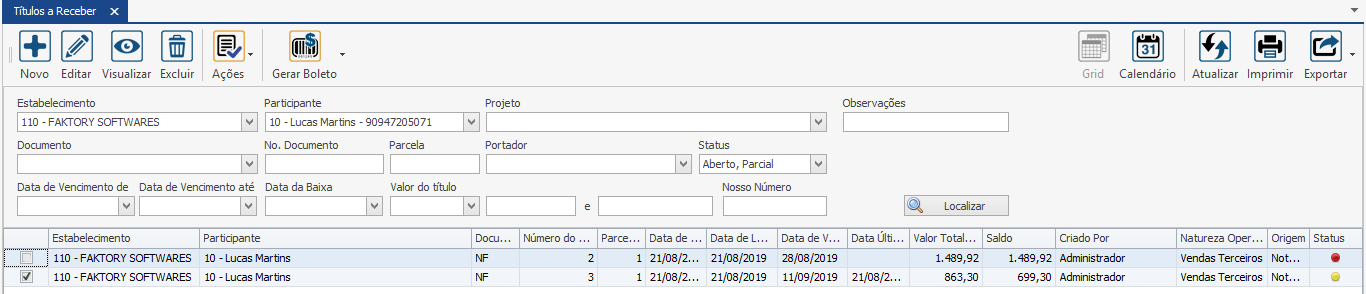 Títulos a Receber
Novo Editar Visualizar Excluir Ações Gerar Boleto Grid Calendário Atualizar Imprimir Exportar
31
Estabelecimento Participante Projeto Observações
110 - FAKTORY SOFTWARES 10 - Lucas Martins - 90947205071
Documento No. Documento Parcela Portador Status
Aberto, Parcial
Data de Vencimento de Data de Vencimento até Data da Baixa Valor do título Nosso Número
e Localizar
Estabelecimento Participante Docu... Número do ... Parce... Data de ... Data de L... Data de V... Data Últi... Valor Total... Saldo Criado Por Natureza Oper... Origem Status
110 - FAKTORY SOFTWARES 10 - Lucas Martins NF 2 1 21/08/2... 21/08/2019 28/08/2019 1.489,92 1.489,92 Administrador Vendas Terceiros Not...
110 - FAKTORY SOFTWARES 10 - Lucas Martins NF 3 1 21/08/2... 21/08/2019 11/09/2019 21/08/2... 863,30 699,30 Administrador Vendas Terceiros Not...